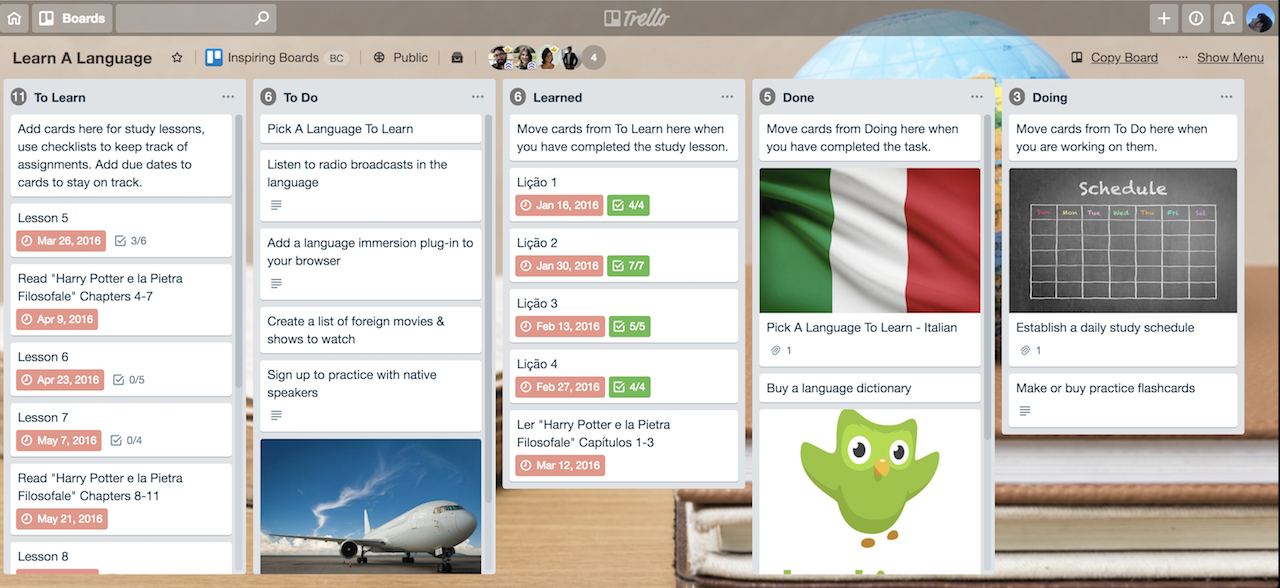 Boards
Trello
Learn A Language
Inspiring Boards BC
Public
4
Copy Board
··· Show Menu
11 To Learn ···
Add cards here for study lessons,
use checklists to keep track of
assignments. Add due dates to
cards to stay on track.
Lesson 5
Mar 26, 2016 3/6
Read "Harry Potter e la Pietra
Filosofale" Chapters 4-7
Apr 9, 2016
Lesson 6
Apr 23, 2016 0/5
Lesson 7
May 7, 2016 0/4
Read "Harry Potter e la Pietra
Filosofale" Chapters 8-11
May 21, 2016
Lesson 8
6 To Do ···
Pick A Language To Learn
Listen to radio broadcasts in the
language
Add a language immersion plug-in to
your browser
Create a list of foreign movies &
shows to watch
Sign up to practice with native
speakers
6 Learned ···
Move cards from To Learn here when
you have completed the study lesson.
Lição 1
Jan 16, 2016 4/4
Lição 2
Jan 30, 2016 7/7
Lição 3
Feb 13, 2016 5/5
Lição 4
Feb 27, 2016 4/4
Ler "Harry Potter e la Pietra
Filosofale" Capítulos 1-3
Mar 12, 2016
5 Done ···
Move cards from Doing here when
you have completed the task.
Pick A Language To Learn - Italian
1
Buy a language dictionary
3 Doing ···
Move cards from To Do here when
you are working on them.
Schedule
Sun Mon Tue Wed Thu Fri Sat
Establish a daily study schedule
1
Make or buy practice flashcards